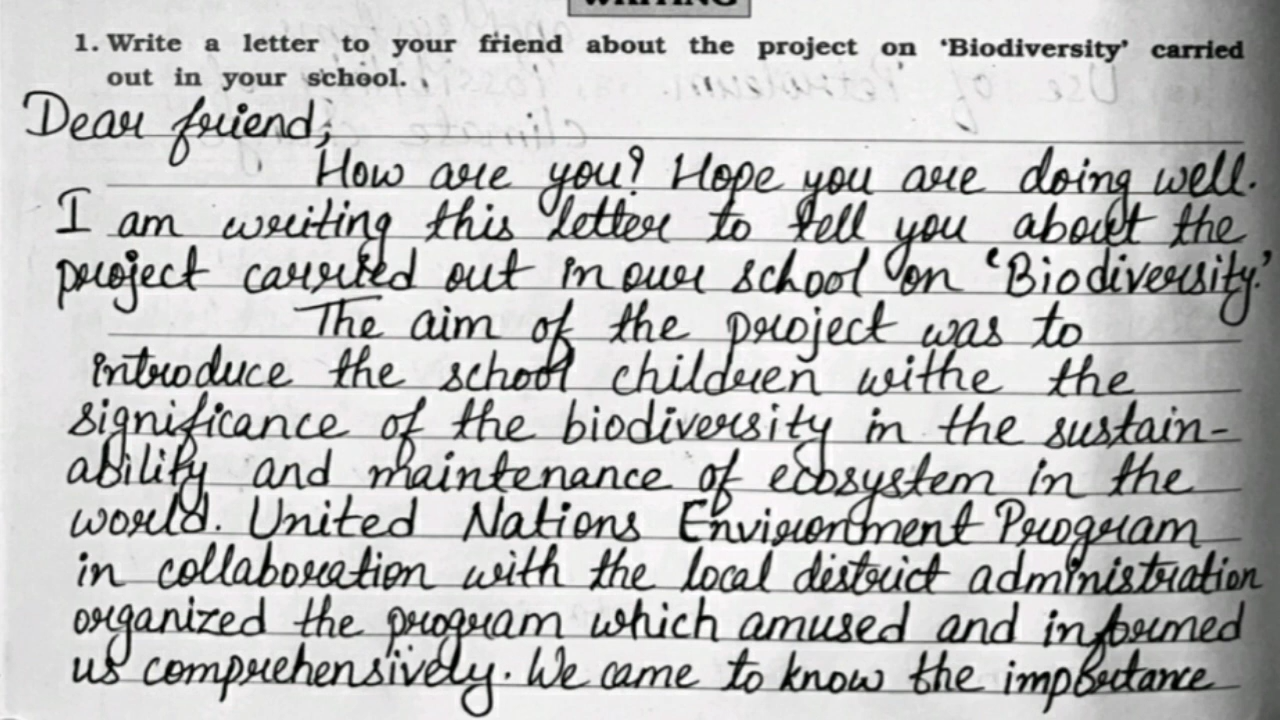 WRITING
1. Write a letter to your friend about the project on 'Biodiversity' carried
out in your school.
Dear friend,
How are you? Hope you are doing well.
I am writing this letter to tell you about the
project carried out in our school on 'Biodiversity.'
The aim of the project was to
introduce the school children withe the
significance of the biodiversity in the sustain-
ability and maintenance of ecosystem in the
world. United Nations Environment Program
in collaboration with the local district administration
organized the program which amused and informed
us comprehensively. We came to know the importance